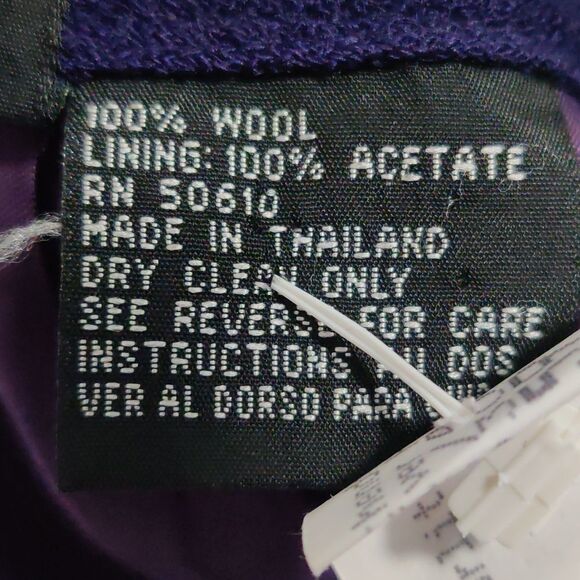 100% WOOL
LINING: 100% ACETATE
RN 50610
MADE IN THAILAND
DRY CLEAN ONLY
SEE REVERSE FOR CARE
INSTRUCTIONS DOS
VER AL DORSO PARA